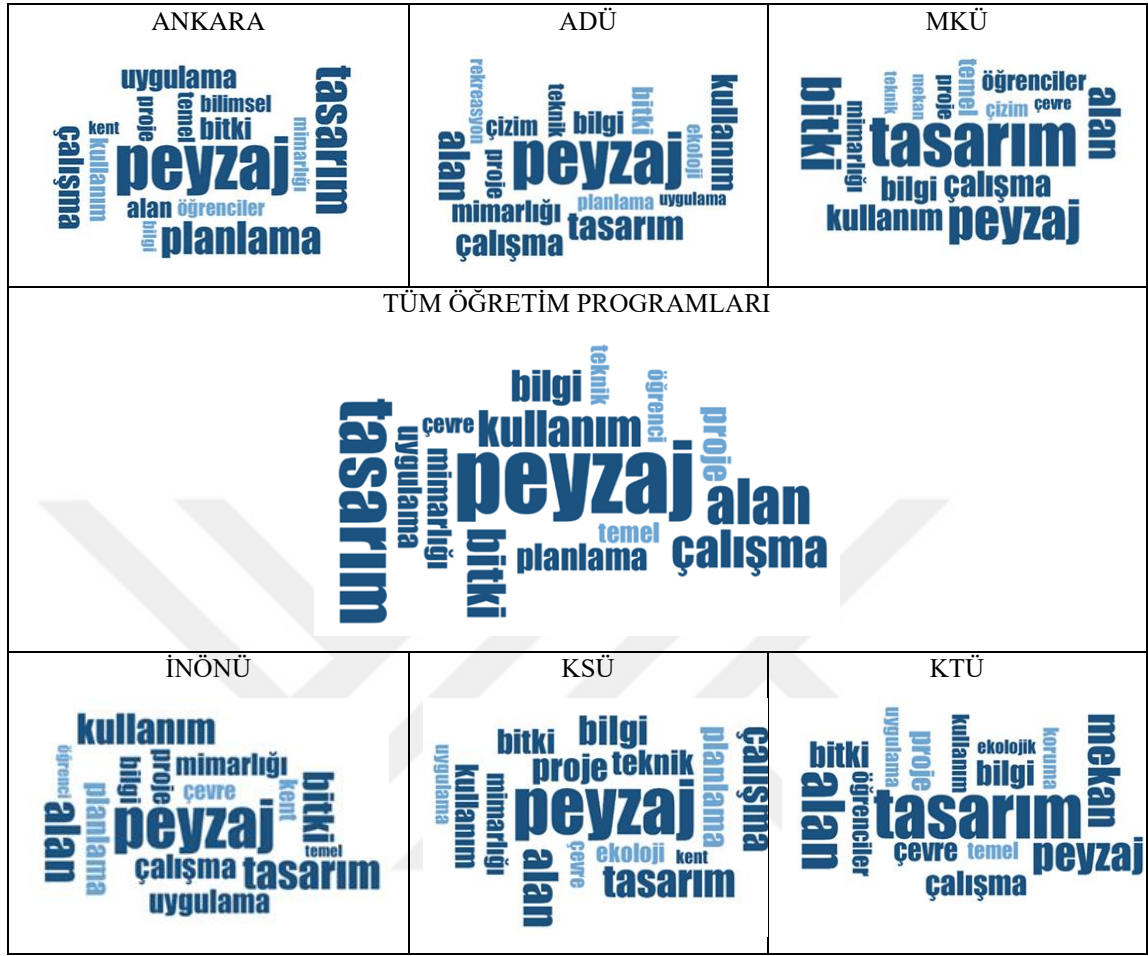 ANKARA
uygulama
tasarım
proje
temel
bilimsel
kent
bitki
mimarlığı
çalışma
kullanım
peyzaj
alan
öğrenciler
bilgi
planlama
ADÜ
rekreasyon
teknik
bitki
kullanım
çizim
bilgi
ekoloji
alan
proje
peyzaj
mimarlığı
planlama
uygulama
çalışma
tasarım
MKÜ
bitki
teknik
mekan
proje
temel
öğrenciler
çizim
çevre
alan
mimarlığı
tasarım
bilgi
çalışma
kullanım
peyzaj
TÜM ÖĞRETİM PROGRAMLARI
teknik
bilgi
öğrenci
tasarım
çevre
kullanım
proje
uygulama
mimarlığı
peyzaj
alan
temel
bitki
planlama
çalışma
İNÖNÜ
kullanım
öğrenci
bilgi
proje
mimarlığı
kent
bitki
planlama
çevre
alan
peyzaj
temel
çalışma
tasarım
uygulama
KSÜ
bitki
bilgi
planlama
çalışma
uygulama
kullanım
mimarlığı
proje
teknik
peyzaj
alan
çevre
ekoloji
kent
tasarım
KTÜ
uygulama
proje
kullanım
ekolojik
koruma
mekan
bitki
bilgi
alan
öğrenciler
tasarım
çevre
temel
peyzaj
çalışma